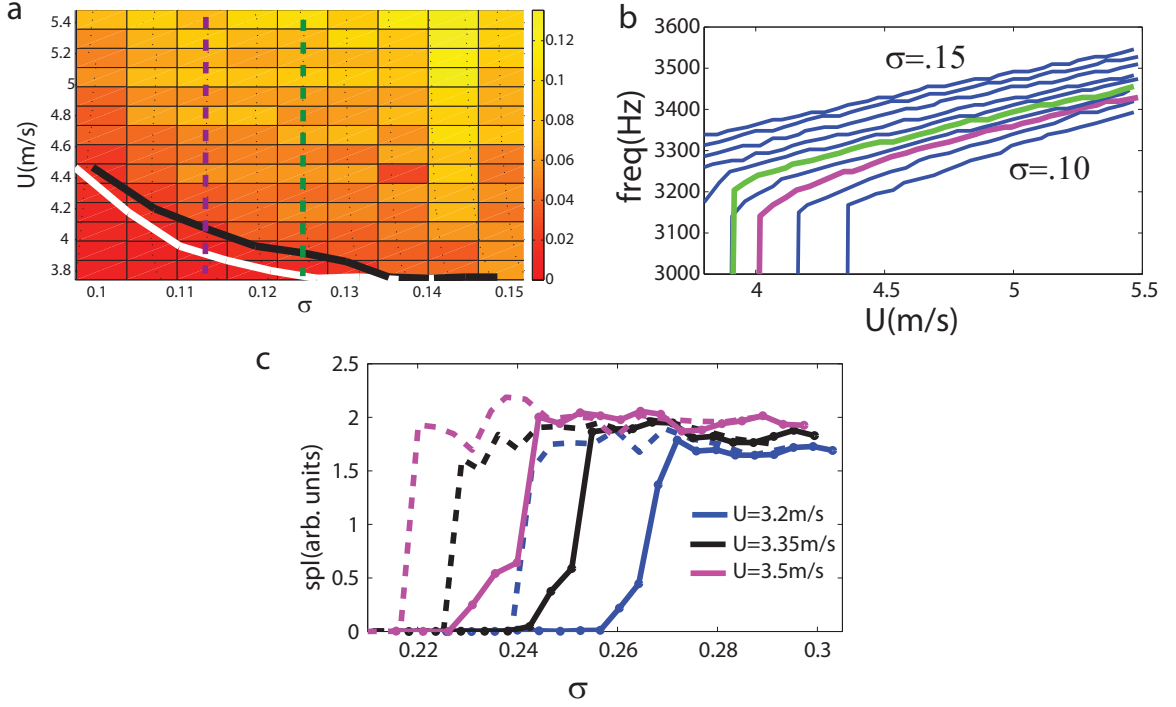 a
5.4
5.2
5
4.8
4.6
4.4
4.2
4
3.8
U(m/s)
0.1 0.11 0.12 0.13 0.14 0.15
σ
0.12
0.1
0.08
0.06
0.04
0.02
0
b
3600
3500
3400
3300
3200
3100
3000
freq(Hz)
σ=.15
σ=.10
4 4.5 5 5.5
U(m/s)
c
2.5
2
1.5
1
0.5
0
spl(arb. units)
U=3.2m/s
U=3.35m/s
U=3.5m/s
0.22 0.24 0.26 0.28 0.3
σ